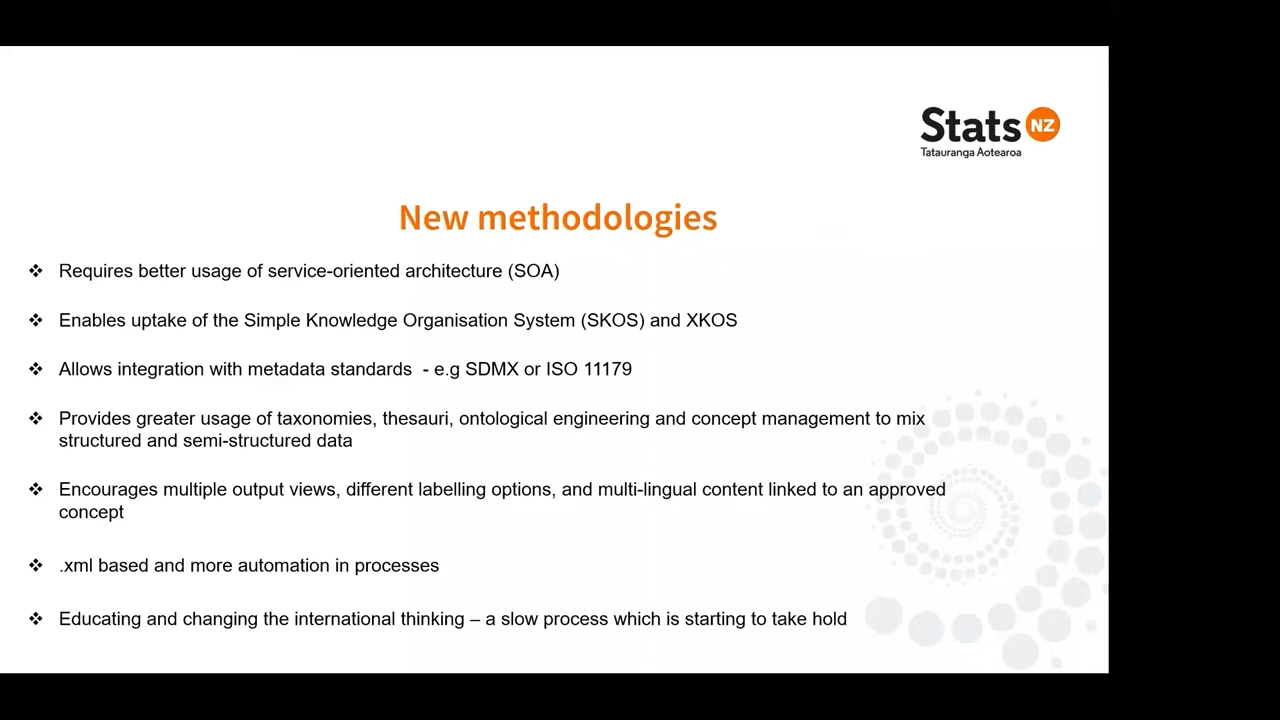 Stats NZ
Tatauranga Aotearoa
New methodologies
❖ Requires better usage of service-oriented architecture (SOA)
❖ Enables uptake of the Simple Knowledge Organisation System (SKOS) and XKOS
❖ Allows integration with metadata standards  - e.g SDMX or ISO 11179
❖ Provides greater usage of taxonomies, thesauri, ontological engineering and concept management to mix
structured and semi-structured data
❖ Encourages multiple output views, different labelling options, and multi-lingual content linked to an approved
concept
❖ .xml based and more automation in processes
❖ Educating and changing the international thinking – a slow process which is starting to take hold